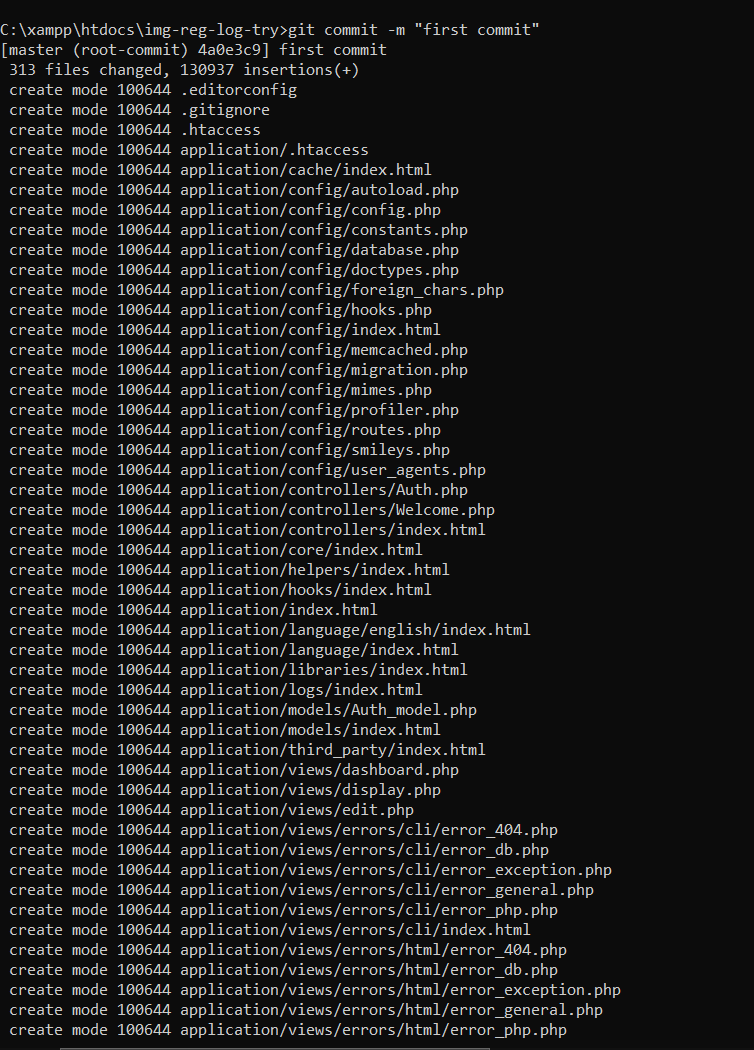 C:\xampp\htdocs\img-reg-log-try>git commit -m "first commit"
[master (root-commit) 4a0e3c9] first commit
 313 files changed, 130937 insertions(+)
 create mode 100644 .editorconfig
 create mode 100644 .gitignore
 create mode 100644 .htaccess
 create mode 100644 application/.htaccess
 create mode 100644 application/cache/index.html
 create mode 100644 application/config/autoload.php
 create mode 100644 application/config/config.php
 create mode 100644 application/config/constants.php
 create mode 100644 application/config/database.php
 create mode 100644 application/config/doctypes.php
 create mode 100644 application/config/foreign_chars.php
 create mode 100644 application/config/hooks.php
 create mode 100644 application/config/index.html
 create mode 100644 application/config/memcached.php
 create mode 100644 application/config/migration.php
 create mode 100644 application/config/mimes.php
 create mode 100644 application/config/profiler.php
 create mode 100644 application/config/routes.php
 create mode 100644 application/config/smileys.php
 create mode 100644 application/config/user_agents.php
 create mode 100644 application/controllers/Auth.php
 create mode 100644 application/controllers/Welcome.php
 create mode 100644 application/controllers/index.html
 create mode 100644 application/core/index.html
 create mode 100644 application/helpers/index.html
 create mode 100644 application/hooks/index.html
 create mode 100644 application/index.html
 create mode 100644 application/language/english/index.html
 create mode 100644 application/language/index.html
 create mode 100644 application/libraries/index.html
 create mode 100644 application/logs/index.html
 create mode 100644 application/models/Auth_model.php
 create mode 100644 application/models/index.html
 create mode 100644 application/third_party/index.html
 create mode 100644 application/views/dashboard.php
 create mode 100644 application/views/display.php
 create mode 100644 application/views/edit.php
 create mode 100644 application/views/errors/cli/error_404.php
 create mode 100644 application/views/errors/cli/error_db.php
 create mode 100644 application/views/errors/cli/error_exception.php
 create mode 100644 application/views/errors/cli/error_general.php
 create mode 100644 application/views/errors/cli/error_php.php
 create mode 100644 application/views/errors/cli/index.html
 create mode 100644 application/views/errors/html/error_404.php
 create mode 100644 application/views/errors/html/error_db.php
 create mode 100644 application/views/errors/html/error_exception.php
 create mode 100644 application/views/errors/html/error_general.php
 create mode 100644 application/views/errors/html/error_php.php